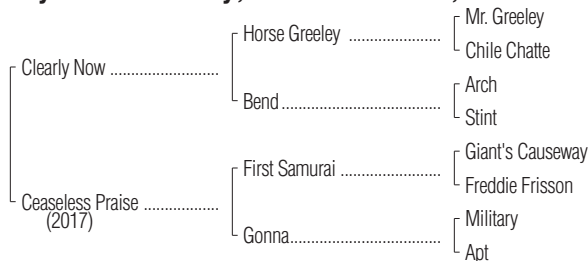 Horse Greeley
Mr. Greeley
Chile Chatte
Clearly Now
Bend
Arch
Stint
First Samurai
Giant's Causeway
Freddie Frisson
Ceaseless Praise
(2017)
Gonna
Military
Apt